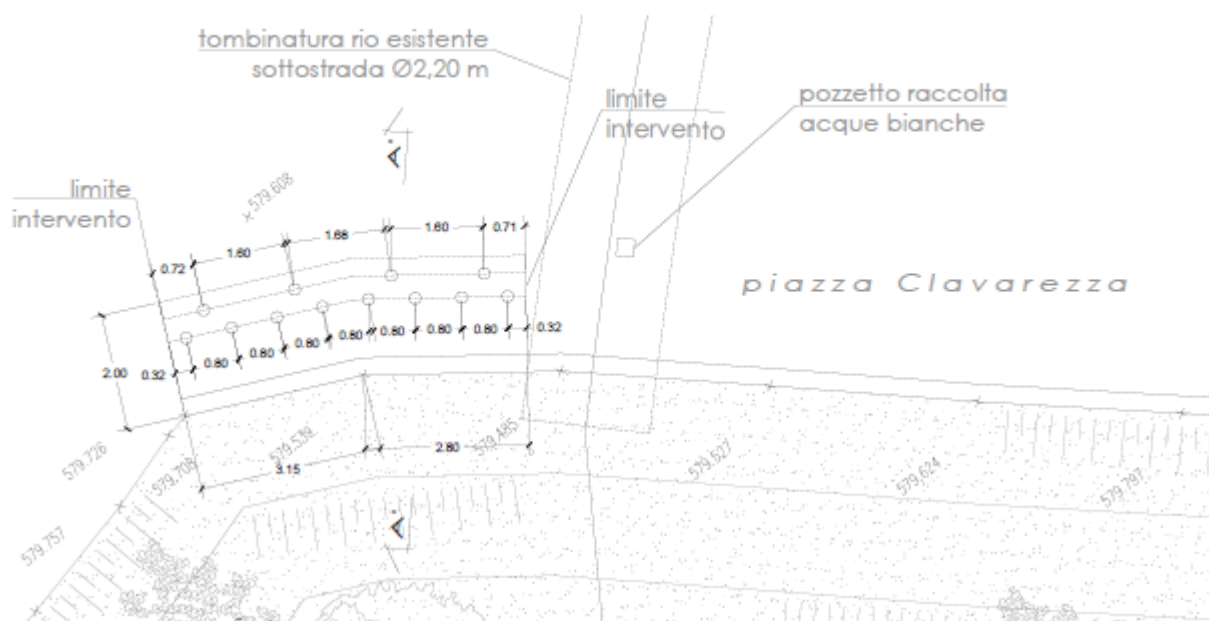 tombinatura rio esistente
sottostrada Ø2,20 m
limite
intervento
pozzetto raccolta
acque bianche
A
limite
intervento
579.608
1.60
1.68
1.60
0.71
0.72
piazza Clavarezza
2.00
0.32
0.80
0.80
0.80
0.80
0.80
0.80
0.80
0.32
3.15
2.80
579.726
579.708
579.539
579.485
579.627
579.624
579.797
579.757
A